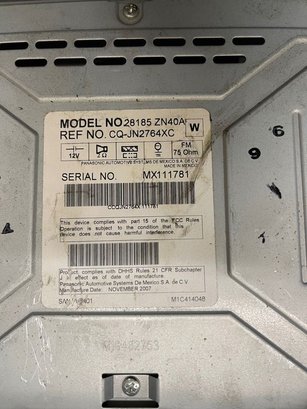 MODEL NO 28185 ZN40A
REF NO. CQ-JN2764XC
W
12V
FM
75 Ohm.
PANASONIC AUTOMOTIVE SYSTEMS DE MEXICO S.A. DE C.V.
MADE IN MEXICO
SERIAL NO. MX111781
CCQJN2764X111781
This device complies with part 15 of the FCC Rules
Operation is subject to the condition that this
device does not cause harmful interference.
Product complies with DHHS Rules 21 CFR Subchapter
J in effect as of date of manufacture.
Panasonic Automotive Systems De Mexico S.A. de C.V.
Manufacture Date: NOVEMBER 2007
M1C414048
9
6